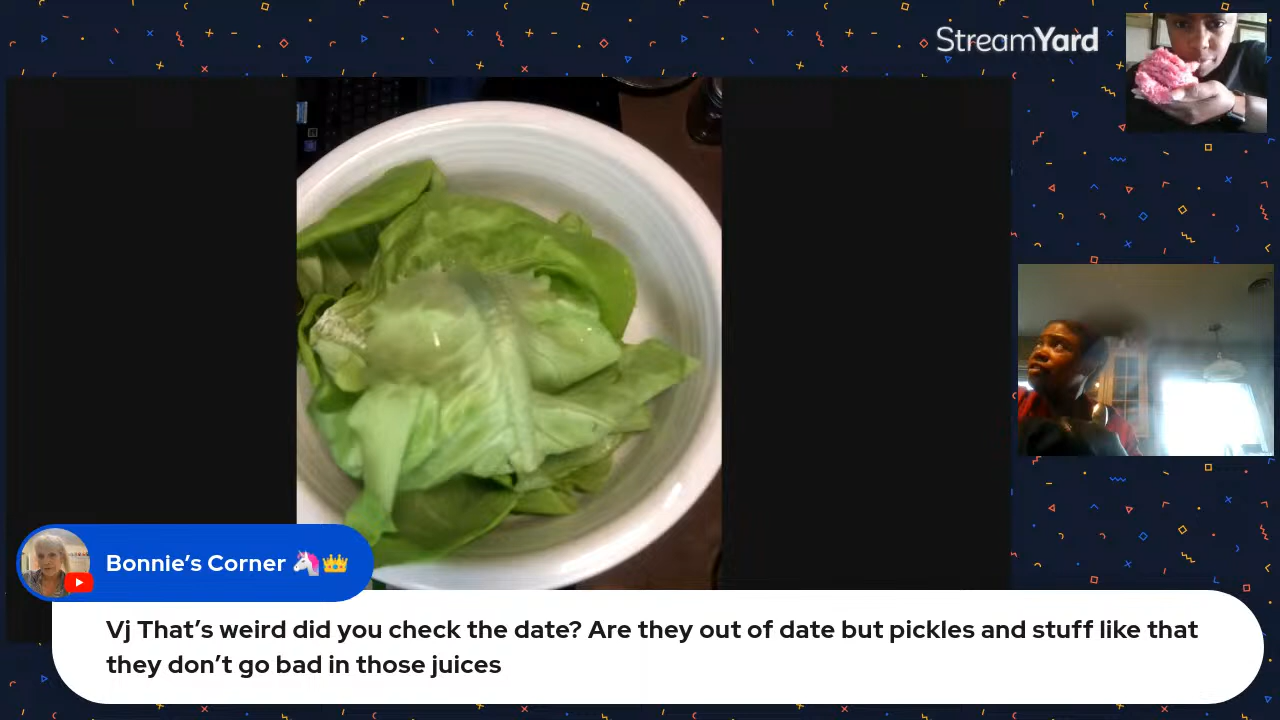 StreamYard
Bonnie's Corner 🦄👑
Vj That's weird did you check the date? Are they out of date but pickles and stuff like that
they don't go bad in those juices